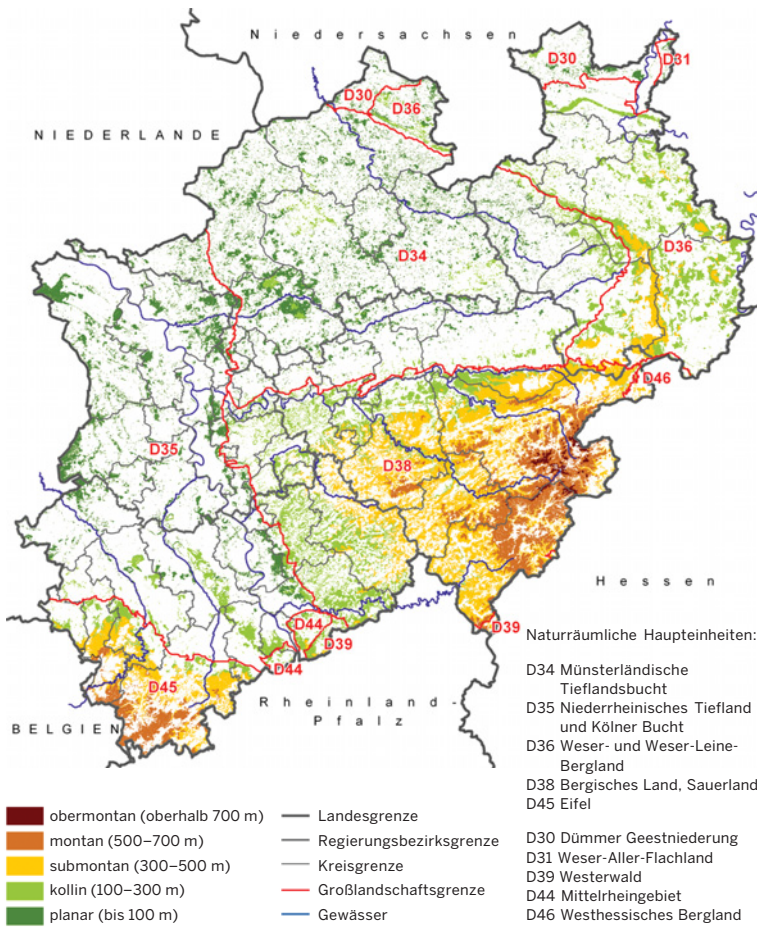 Niedersachsen
D30
D31
D30
D36
NIEDERLANDE
D34
D36
D46
D35
D38
Hessen
D44
D39
D39
D44
D45
Rheinland-
Pfalz
BELGIEN
Naturräumliche Haupteinheiten:
D34 Münsterländische
Tieflandsbucht
D35 Niederrheinisches Tiefland
und Kölner Bucht
D36 Weser- und Weser-Leine-
Bergland
D38 Bergisches Land, Sauerland
D45 Eifel
D30 Dümmer Geestniederung
D31 Weser-Aller-Flachland
D39 Westerwald
D44 Mittelrheingebiet
D46 Westhessisches Bergland
obermontan (oberhalb 700 m)
montan (500–700 m)
submontan (300–500 m)
kollin (100–300 m)
planar (bis 100 m)
Landesgrenze
Regierungsbezirksgrenze
Kreisgrenze
Großlandschaftsgrenze
Gewässer